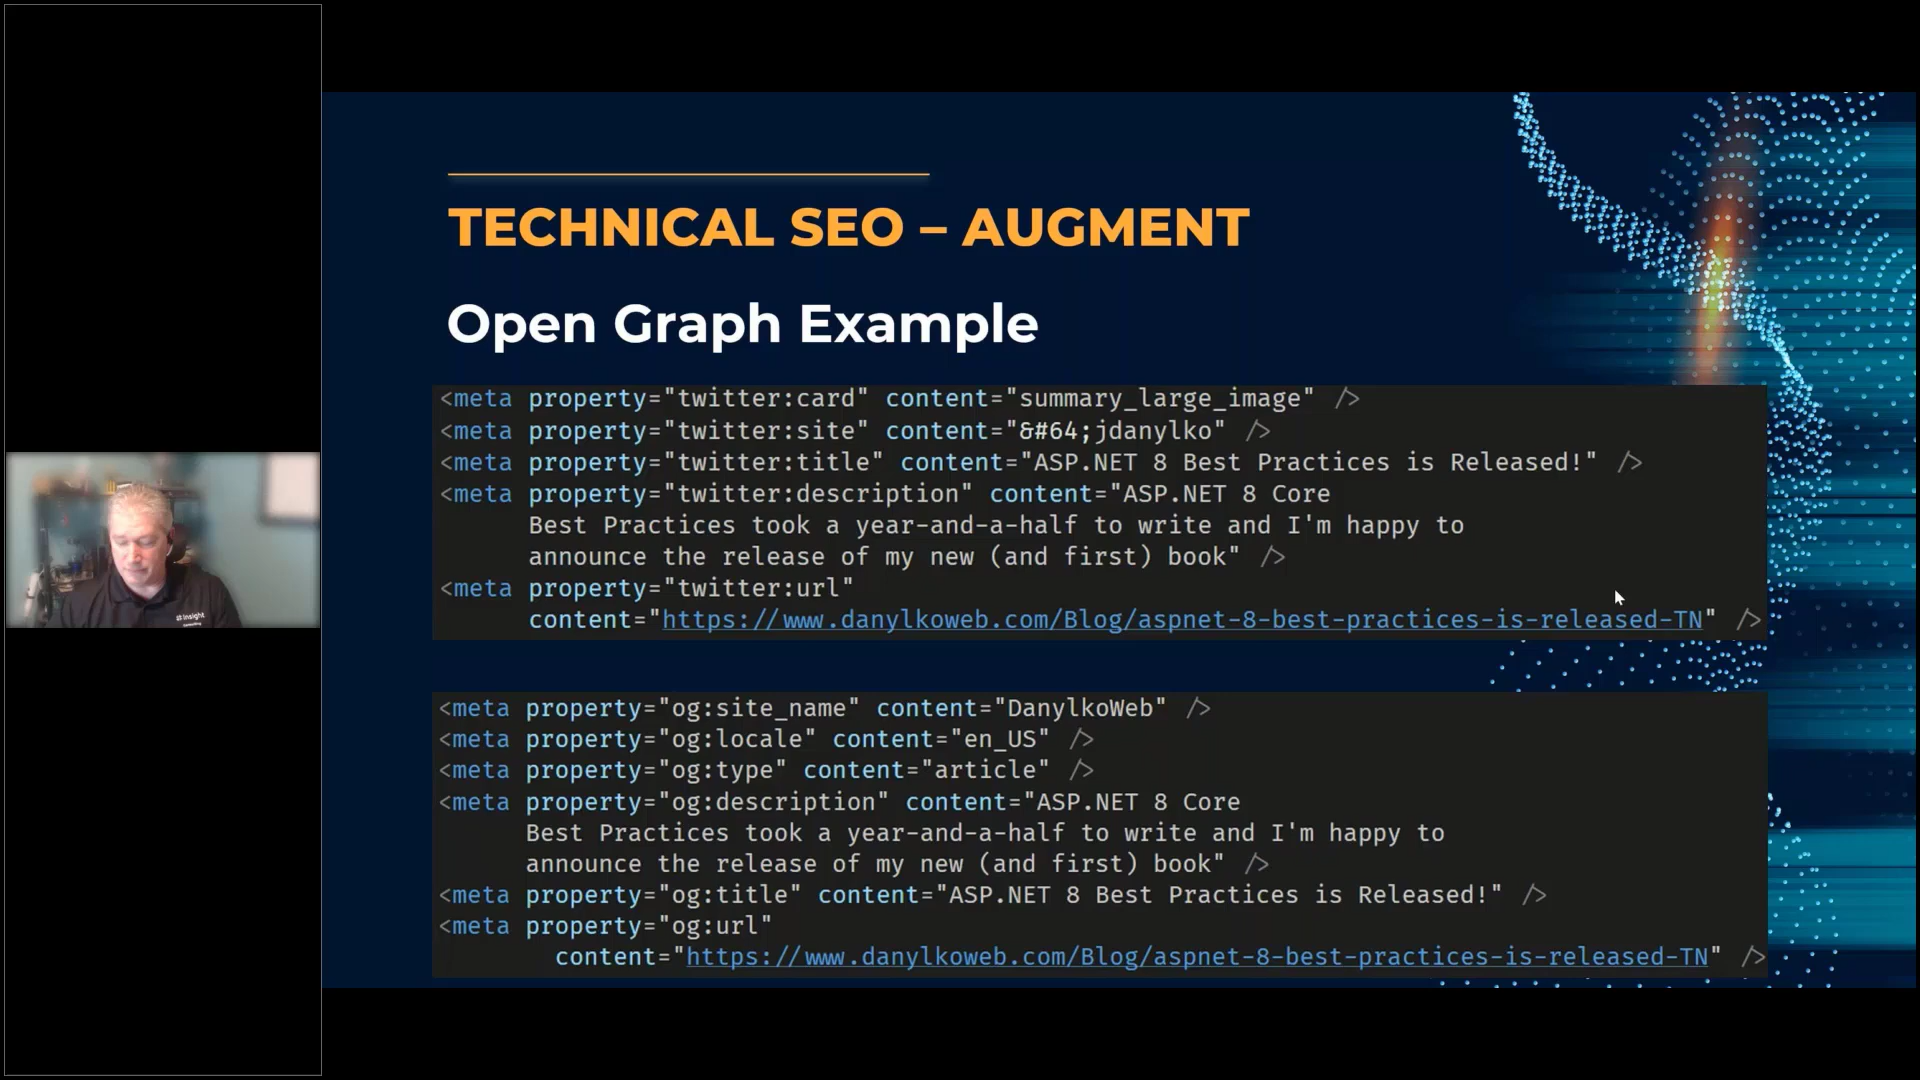 TECHNICAL SEO – AUGMENT
Open Graph Example
<meta property="twitter:card" content="summary_large_image" />
<meta property="twitter:site" content="&#64;jdanylko" />
<meta property="twitter:title" content="ASP.NET 8 Best Practices is Released!" />
<meta property="twitter:description" content="ASP.NET 8 Core
Best Practices took a year-and-a-half to write and I'm happy to
announce the release of my new (and first) book" />
<meta property="twitter:url"
content="https://www.danylkoweb.com/Blog/aspnet-8-best-practices-is-released-TN" />
<meta property="og:site_name" content="DanylkoWeb" />
<meta property="og:locale" content="en_US" />
<meta property="og:type" content="article" />
<meta property="og:description" content="ASP.NET 8 Core
Best Practices took a year-and-a-half to write and I'm happy to
announce the release of my new (and first) book" />
<meta property="og:title" content="ASP.NET 8 Best Practices is Released!" />
<meta property="og:url"
content="https://www.danylkoweb.com/Blog/aspnet-8-best-practices-is-released-TN" />
Insight